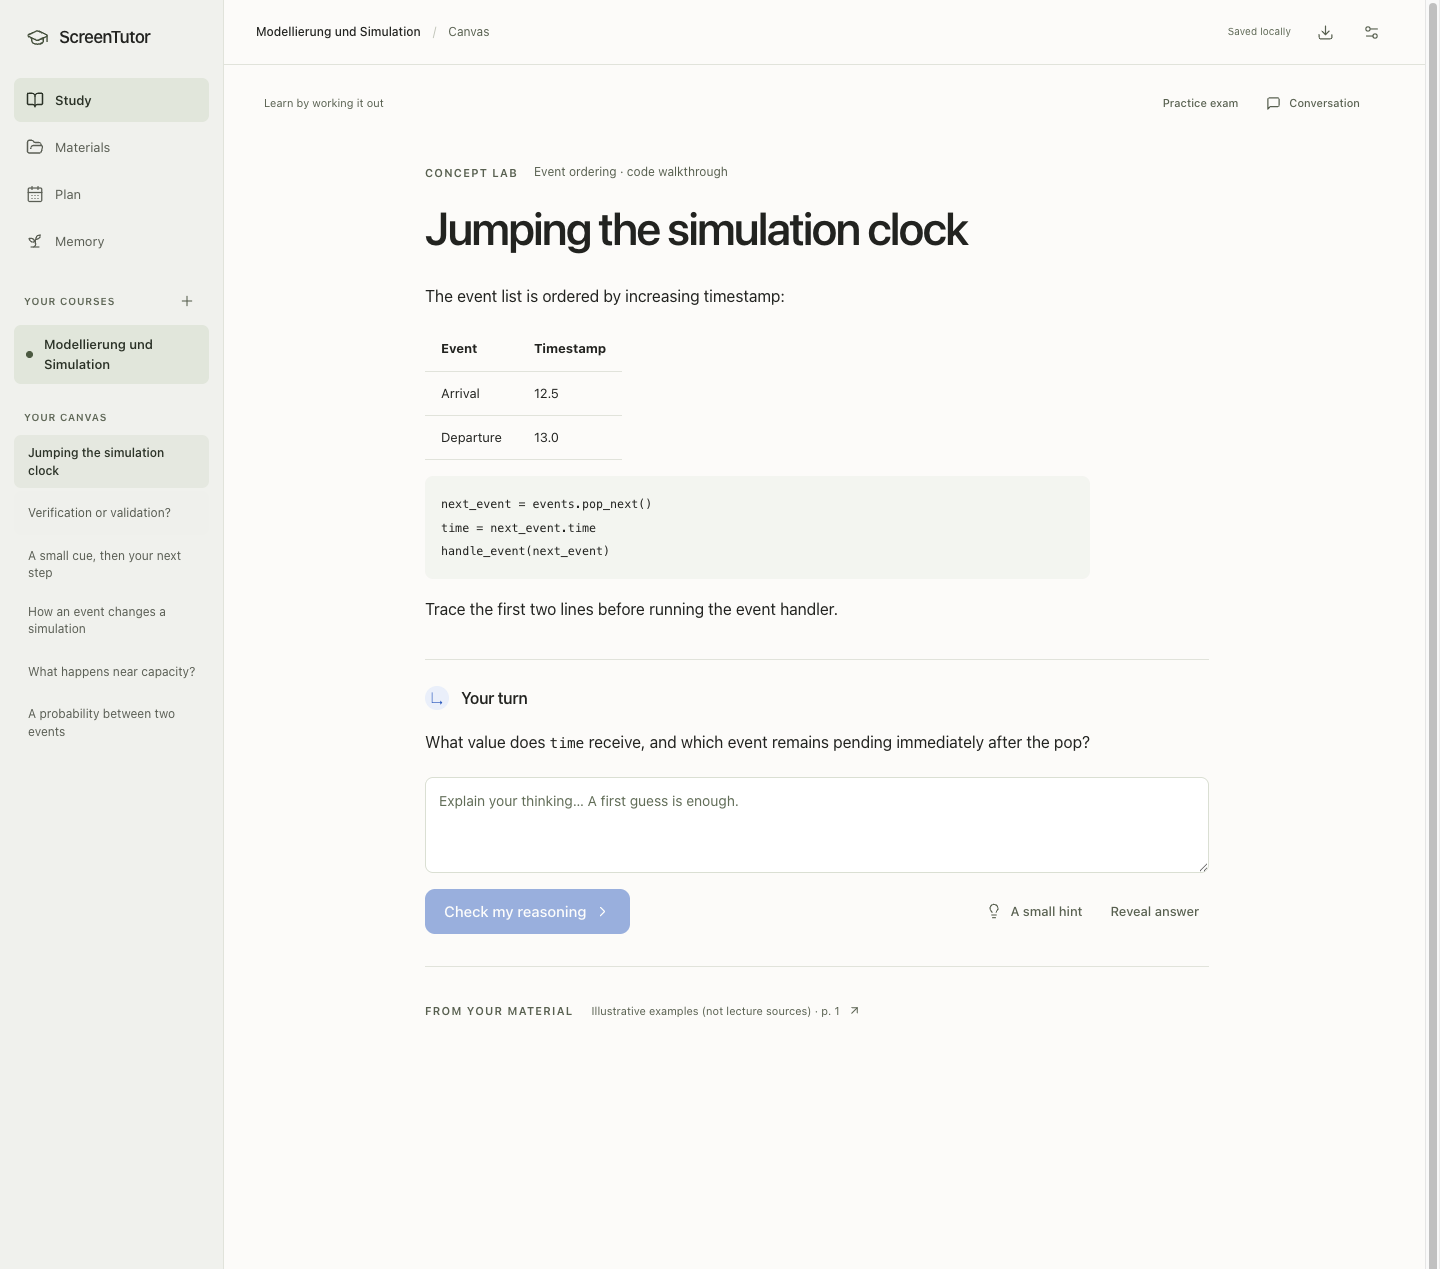 ScreenTutor
Study
Materials
Plan
Memory
YOUR COURSES
Modellierung und
Simulation
YOUR CANVAS
Jumping the simulation
clock
Verification or validation?
A small cue, then your next
step
How an event changes a
simulation
What happens near capacity?
A probability between two
events
Modellierung und Simulation / Canvas
Saved locally
Learn by working it out
Practice exam
Conversation
CONCEPT LAB Event ordering · code walkthrough
Jumping the simulation clock
The event list is ordered by increasing timestamp:
Event Timestamp
Arrival 12.5
Departure 13.0
next_event = events.pop_next()
time = next_event.time
handle_event(next_event)
Trace the first two lines before running the event handler.
Your turn
What value does time receive, and which event remains pending immediately after the pop?
Explain your thinking... A first guess is enough.
Check my reasoning
A small hint
Reveal answer
FROM YOUR MATERIAL Illustrative examples (not lecture sources) · p. 1